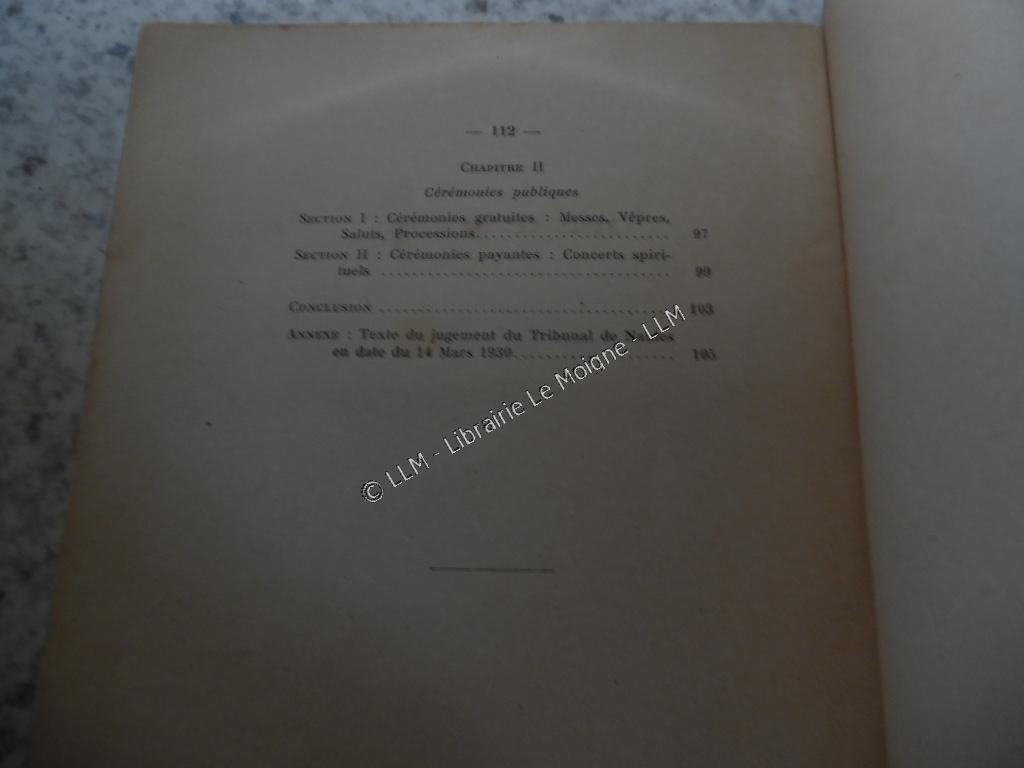 — 112 —
CHAPITRE II
Cérémonies publiques
SECTION I : Cérémonies gratuites : Messes, Vêpres,
Saluts, Processions.......................... 97
SECTION II : Cérémonies payantes : Concerts spiri-
tuels ...................................... 99
CONCLUSION ...................................... 103
ANNEXE : Texte du jugement du Tribunal de
en date du 14 Mars 1930...................... 105
© LLM - Librairie Le Moigne - LLM